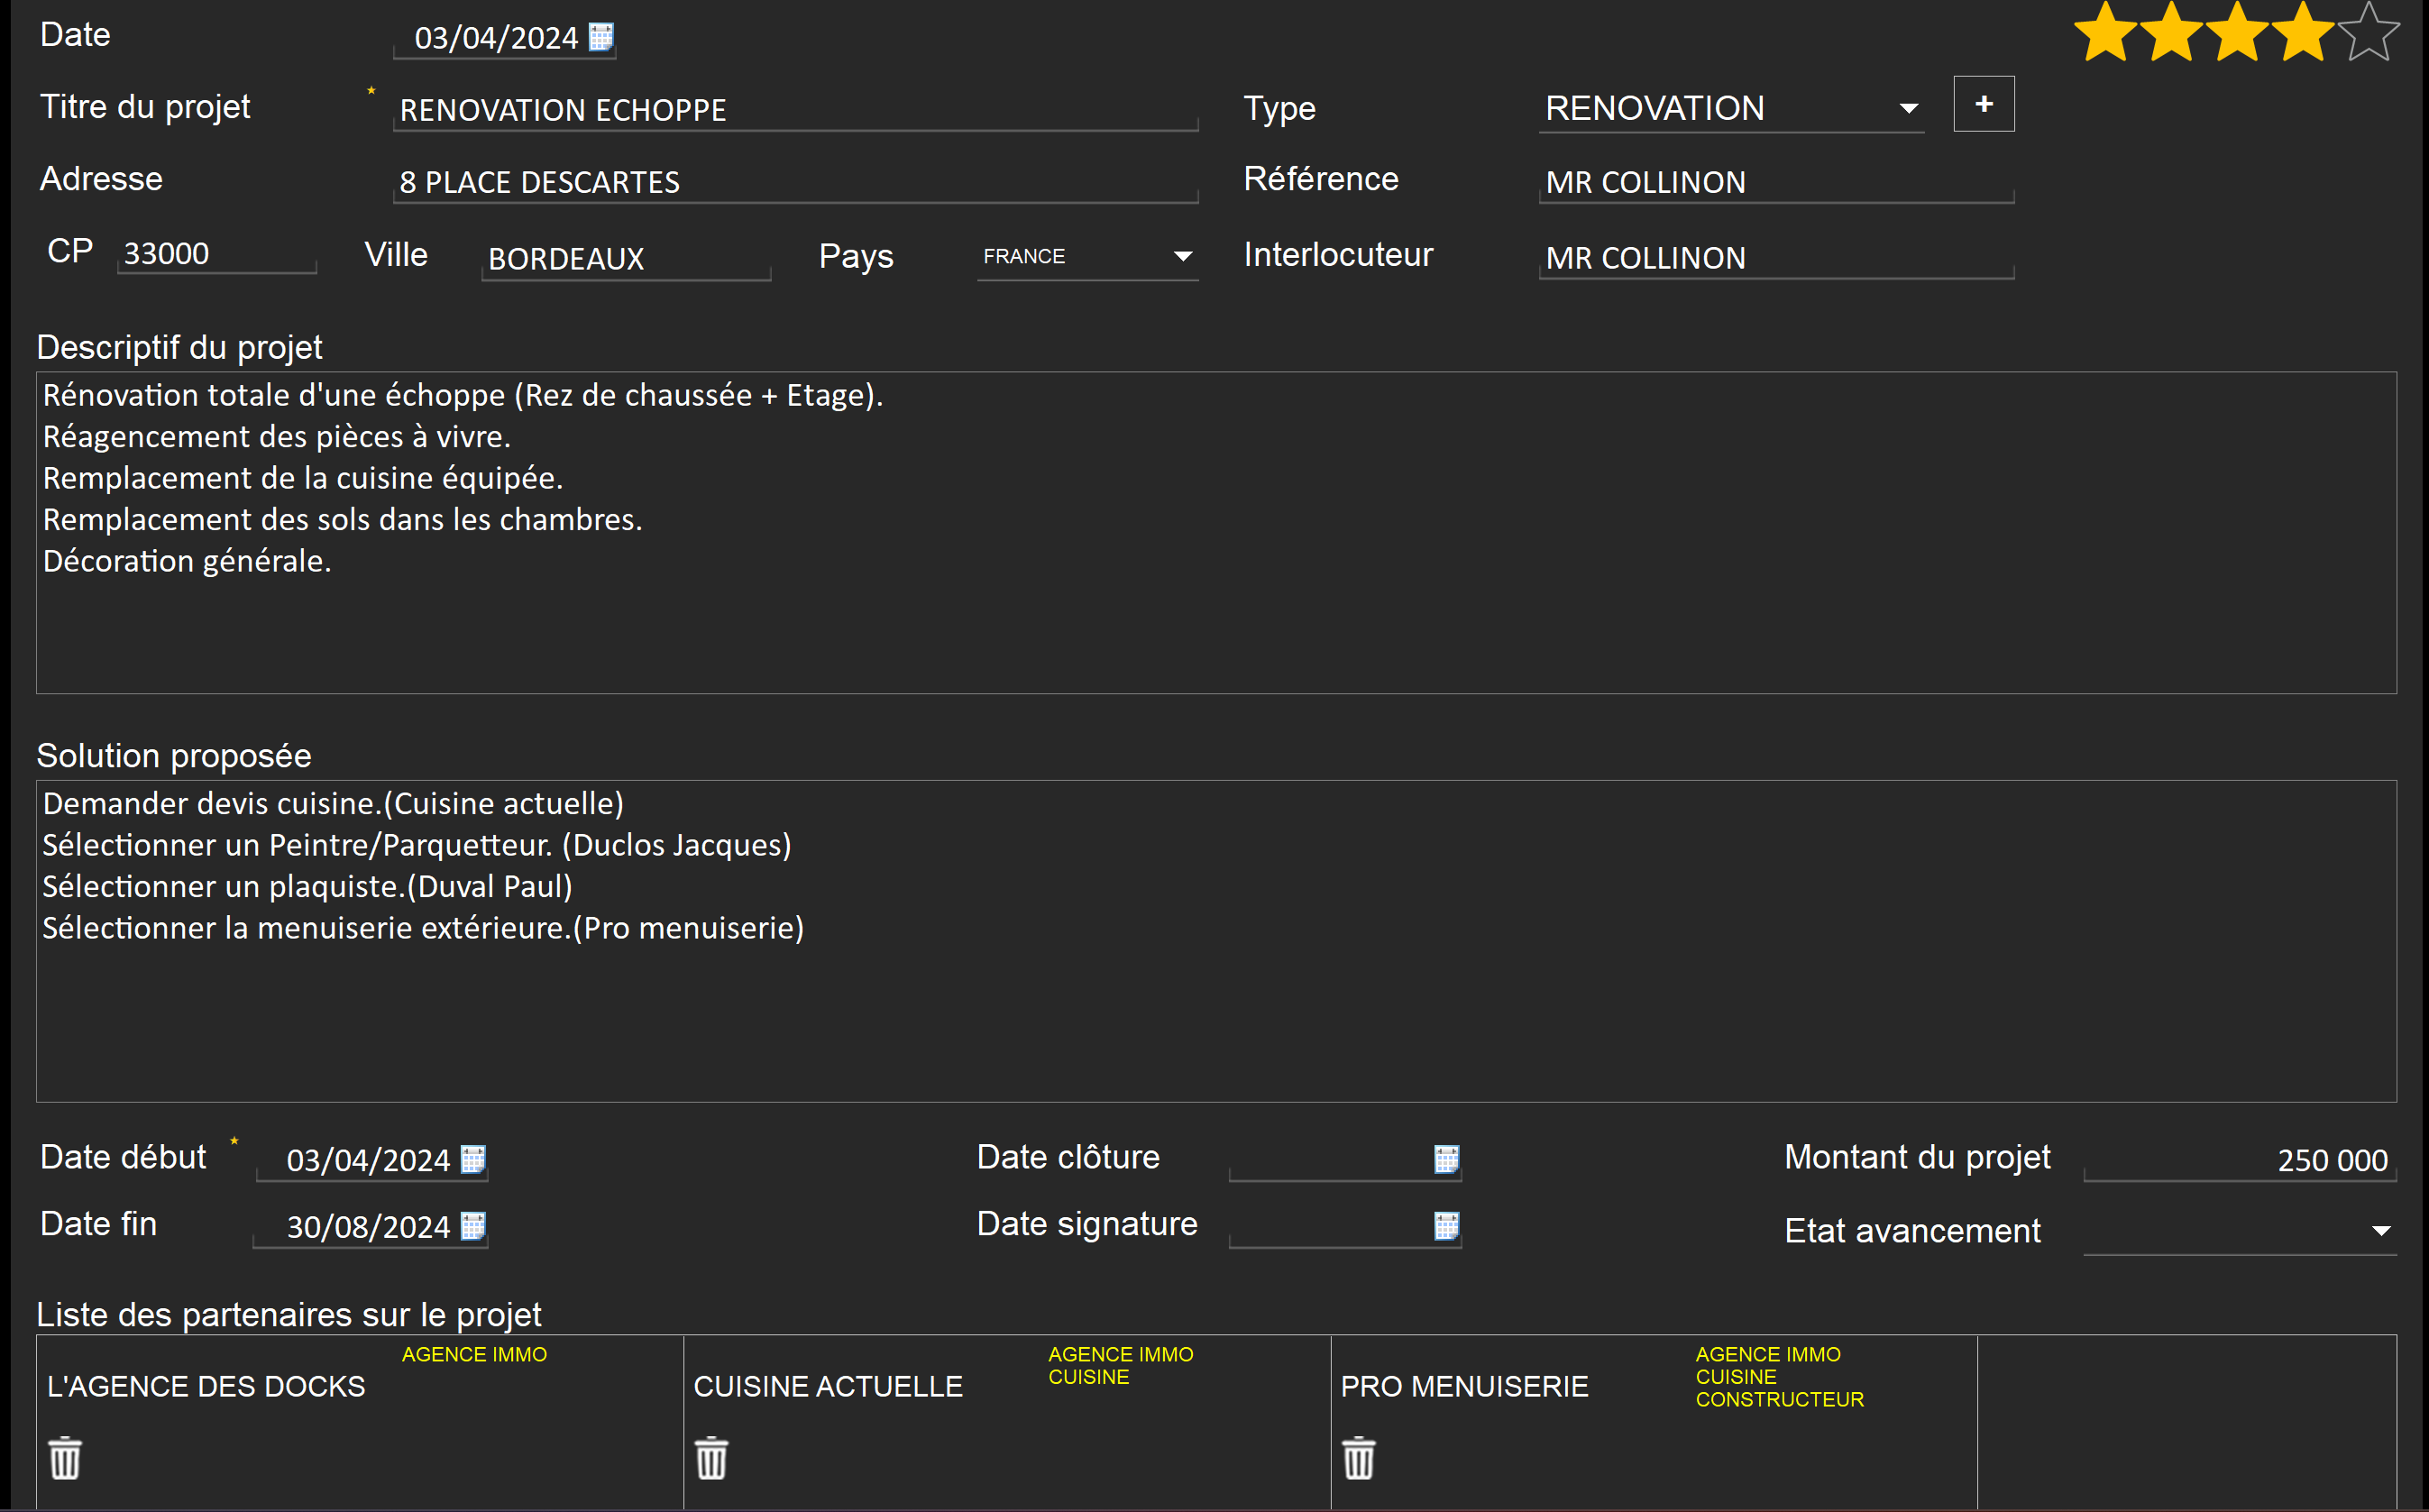 Date 03/04/2024
Titre du projet RENOVATION ECHOPPE Type RENOVATION +
Adresse 8 PLACE DESCARTES Référence MR COLLINON
CP 33000 Ville BORDEAUX Pays FRANCE Interlocuteur MR COLLINON
Descriptif du projet
Rénovation totale d'une échoppe (Rez de chaussée + Etage).
Réagencement des pièces à vivre.
Remplacement de la cuisine équipée.
Remplacement des sols dans les chambres.
Décoration générale.
Solution proposée
Demander devis cuisine.(Cuisine actuelle)
Sélectionner un Peintre/Parquetteur. (Duclos Jacques)
Sélectionner un plaquiste.(Duval Paul)
Sélectionner la menuiserie extérieure.(Pro menuiserie)
Date début 03/04/2024 Date clôture Montant du projet 250 000
Date fin 30/08/2024 Date signature Etat avancement
Liste des partenaires sur le projet
L'AGENCE DES DOCKS AGENCE IMMO
CUISINE ACTUELLE AGENCE IMMO
CUISINE
PRO MENUISERIE AGENCE IMMO
CUISINE
CONSTRUCTEUR